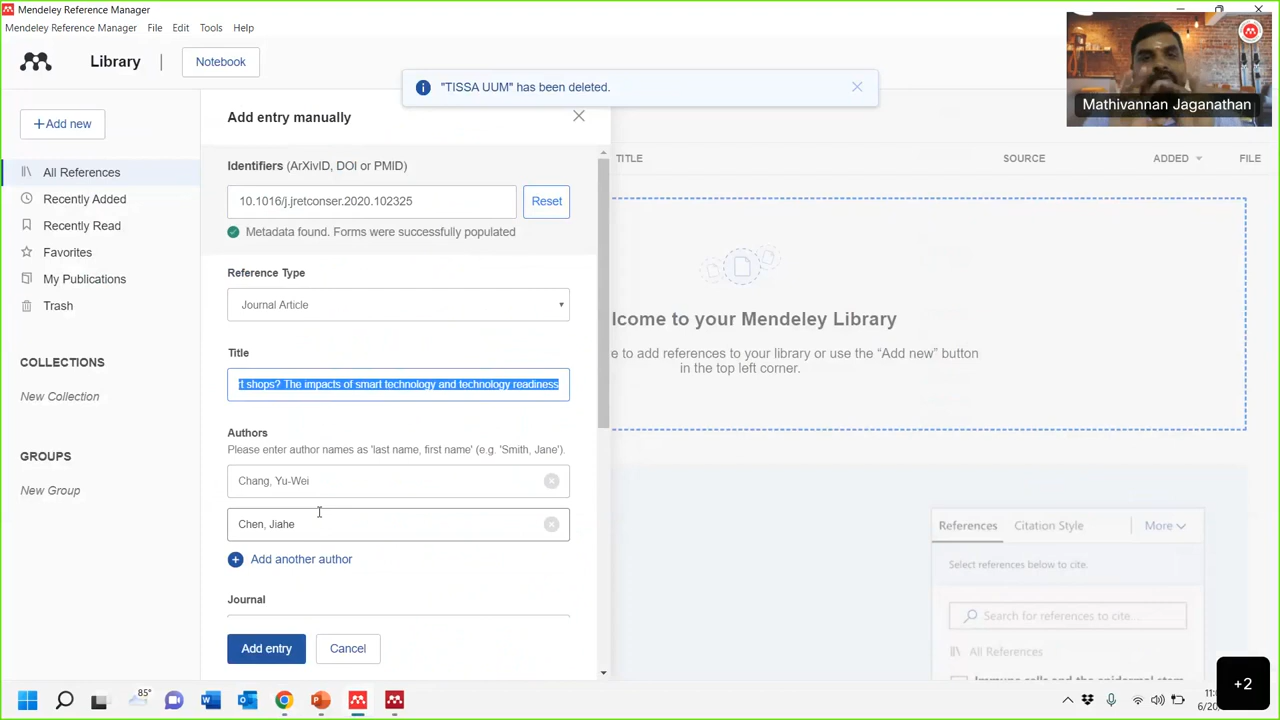 Mendeley Reference Manager
Mendeley Reference Manager File Edit Tools Help
Library | Notebook
"TISSA UUM" has been deleted.
Mathivannan Jaganathan
+Add new
All References
Recently Added
Recently Read
Favorites
My Publications
Trash
COLLECTIONS
New Collection
GROUPS
New Group
Add entry manually
Identifiers (ArXivID, DOI or PMID)
10.1016/j.jretconser.2020.102325
Reset
Metadata found. Forms were successfully populated
Reference Type
Journal Article
Title
rt shops? The impacts of smart technology and technology readiness
Authors
Please enter author names as 'last name, first name' (e.g. 'Smith, Jane').
Chang, Yu-Wei
Chen, Jiahe
Add another author
Journal
Add entry
Cancel
TITLE SOURCE ADDED FILE
lcome to your Mendeley Library
e to add references to your library or use the “Add new” button
in the top left corner.
References Citation Style More
Select references below to cite.
Search for references to cite...
All References
85°
+2